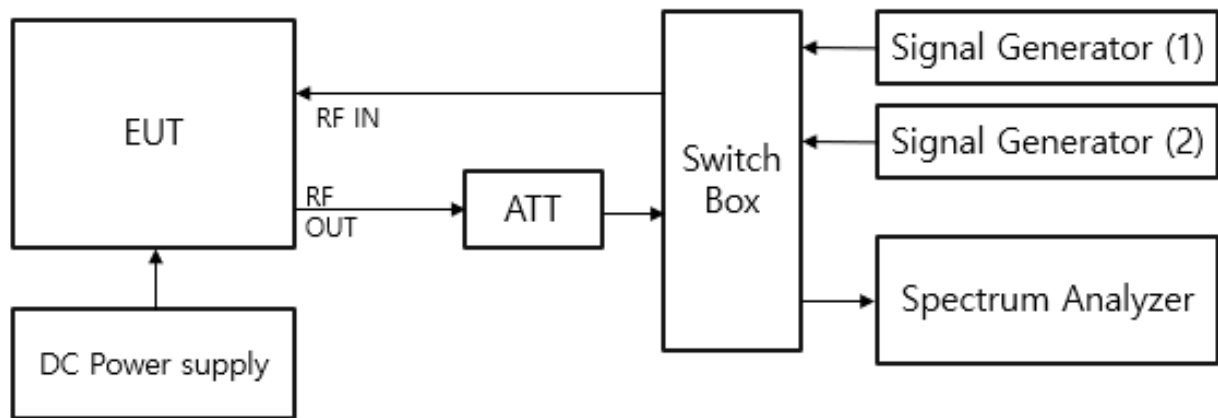 EUT
RF IN
RF
OUT
ATT
Switch
Box
Signal Generator (1)
Signal Generator (2)
Spectrum Analyzer
DC Power supply